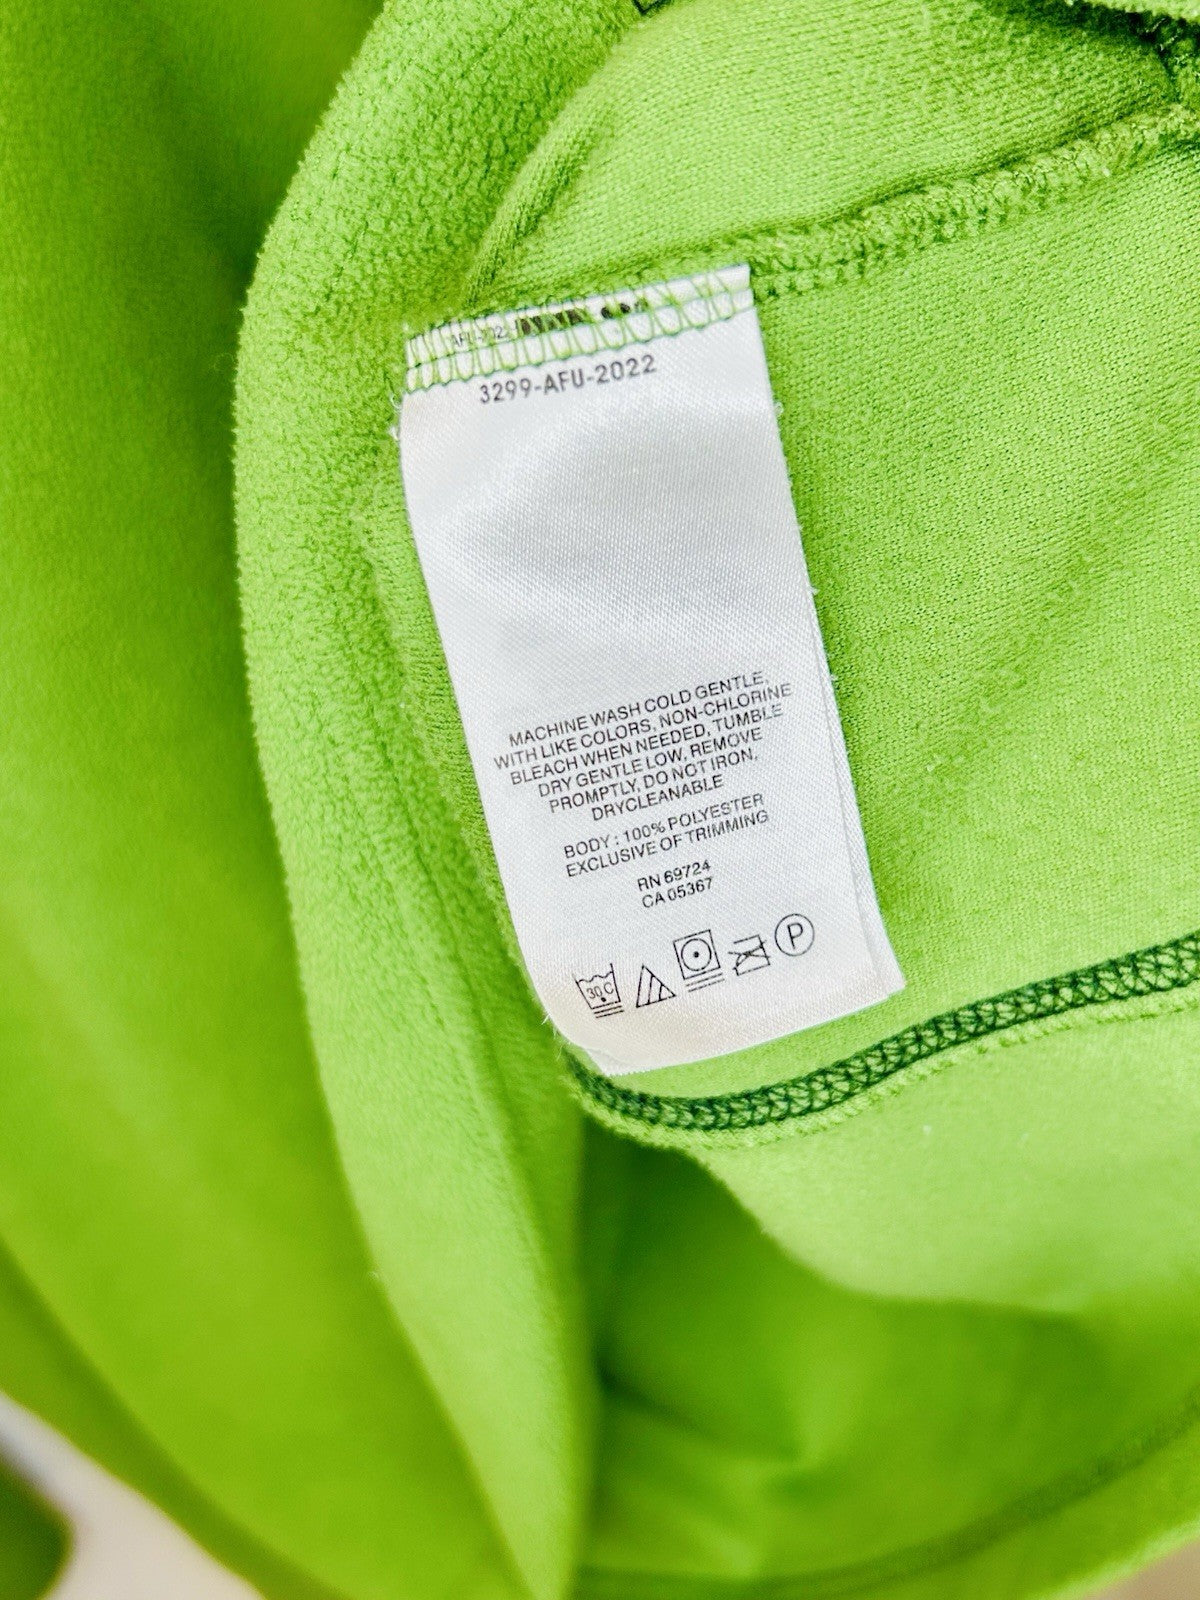 3299-AFU-2022
MACHINE WASH COLD GENTLE,
WITH LIKE COLORS, NON-CHLORINE
BLEACH WHEN NEEDED, TUMBLE
DRY GENTLE LOW, REMOVE
PROMPTLY, DO NOT IRON,
DRYCLEANABLE
BODY : 100% POLYESTER
EXCLUSIVE OF TRIMMING
RN 69724
CA 05367
30 C P